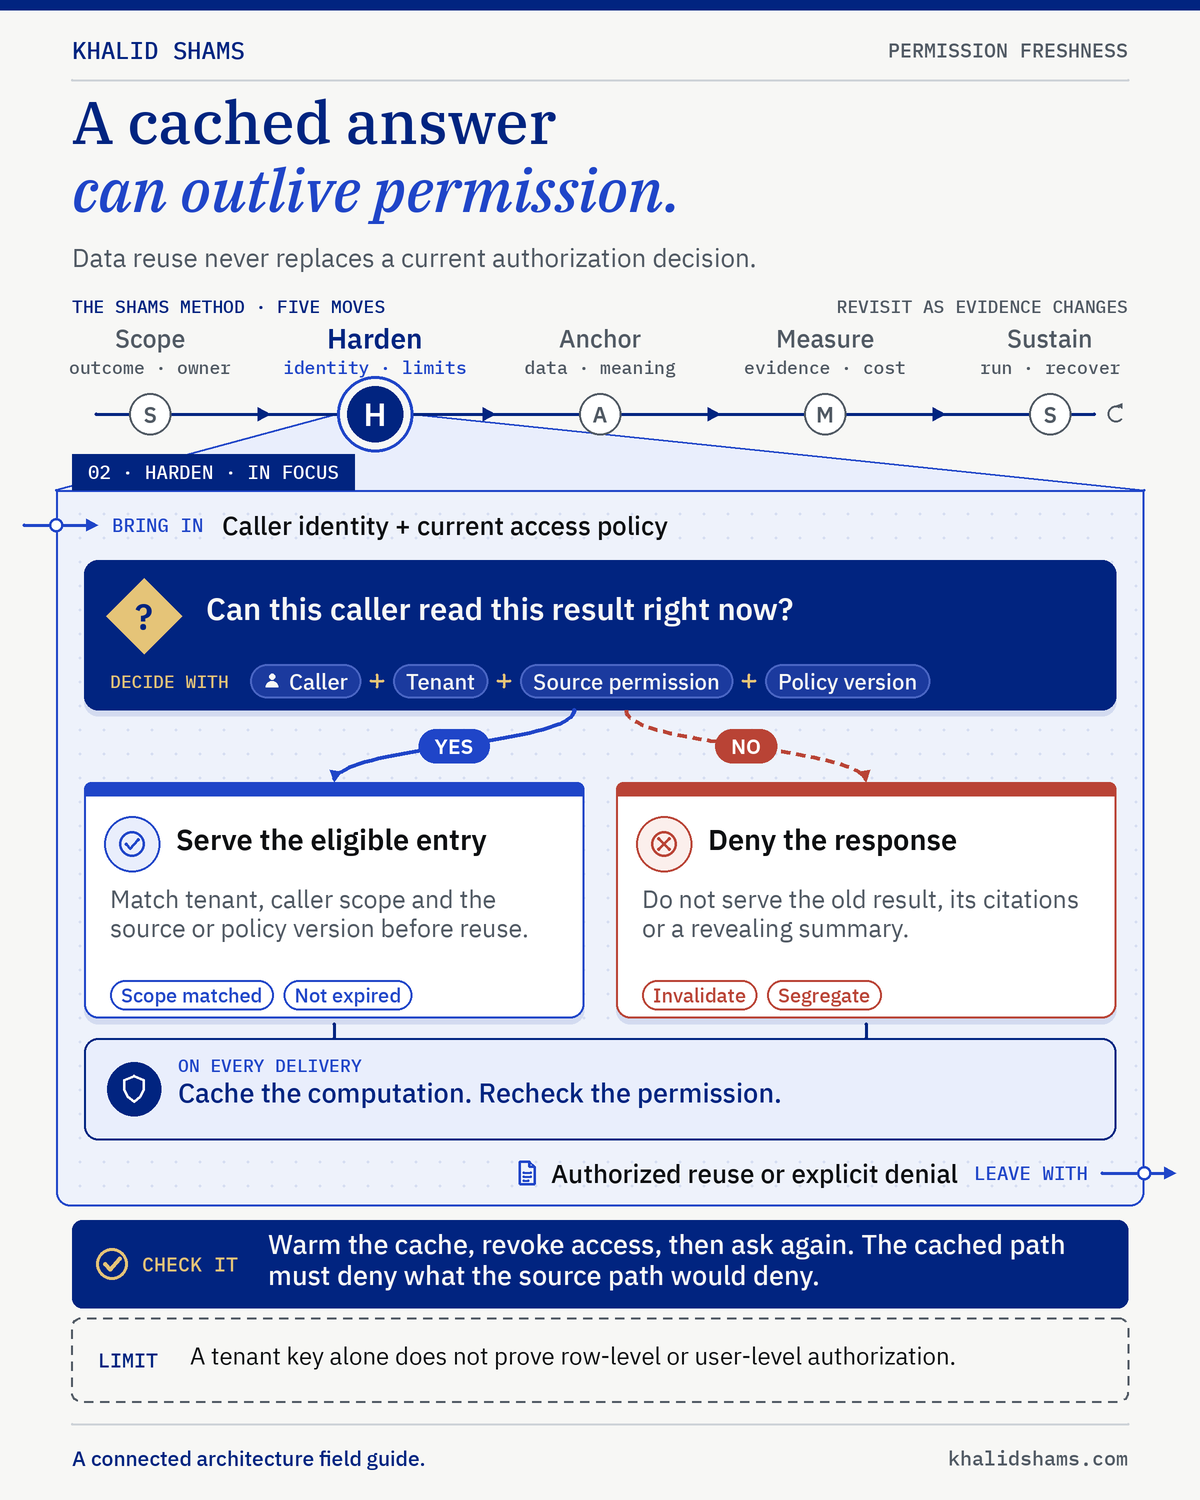 KHALID SHAMS
PERMISSION FRESHNESS
A cached answer
can outlive permission.
Data reuse never replaces a current authorization decision.
THE SHAMS METHOD · FIVE MOVES
REVISIT AS EVIDENCE CHANGES
Scope
outcome · owner
Harden
identity · limits
Anchor
data · meaning
Measure
evidence · cost
Sustain
run · recover
S
H
A
M
S
02 · HARDEN · IN FOCUS
BRING IN Caller identity + current access policy
? Can this caller read this result right now?
DECIDE WITH Caller + Tenant + Source permission + Policy version
YES
NO
Serve the eligible entry
Match tenant, caller scope and the
source or policy version before reuse.
Scope matched Not expired
Deny the response
Do not serve the old result, its citations
or a revealing summary.
Invalidate Segregate
ON EVERY DELIVERY
Cache the computation. Recheck the permission.
Authorized reuse or explicit denial LEAVE WITH
CHECK IT
Warm the cache, revoke access, then ask again. The cached path
must deny what the source path would deny.
LIMIT A tenant key alone does not prove row-level or user-level authorization.
A connected architecture field guide.
khalidshams.com